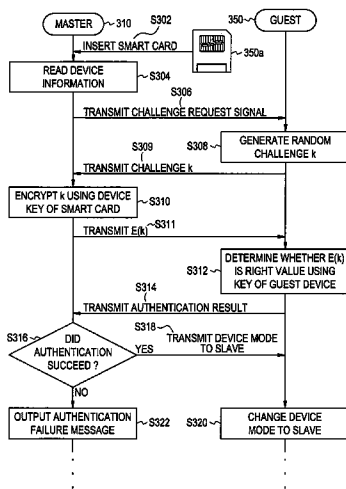 MASTER 310
350 GUEST
S302
INSERT SMART CARD
350a
READ DEVICE
INFORMATION
S304
S306
TRANSMIT CHALLENGE REQUEST SIGNAL
S309
S308
GENERATE RANDOM
CHALLENGE k
TRANSMIT CHALLENGE k
ENCRYPT k USING DEVICE
KEY OF SMART CARD
S310
S311
TRANSMIT E(k)
S312
DETERMINE WHETHER E(k)
IS RIGHT VALUE USING
KEY OF GUEST DEVICE
S314
TRANSMIT AUTHENTICATION RESULT
S316
DID
AUTHENTICATION
SUCCEED ?
S318
YES
TRANSMIT DEVICE MODE
TO SLAVE
NO
OUTPUT AUTHENTICATION
FAILURE MESSAGE
S322
S320
CHANGE DEVICE
MODE TO SLAVE